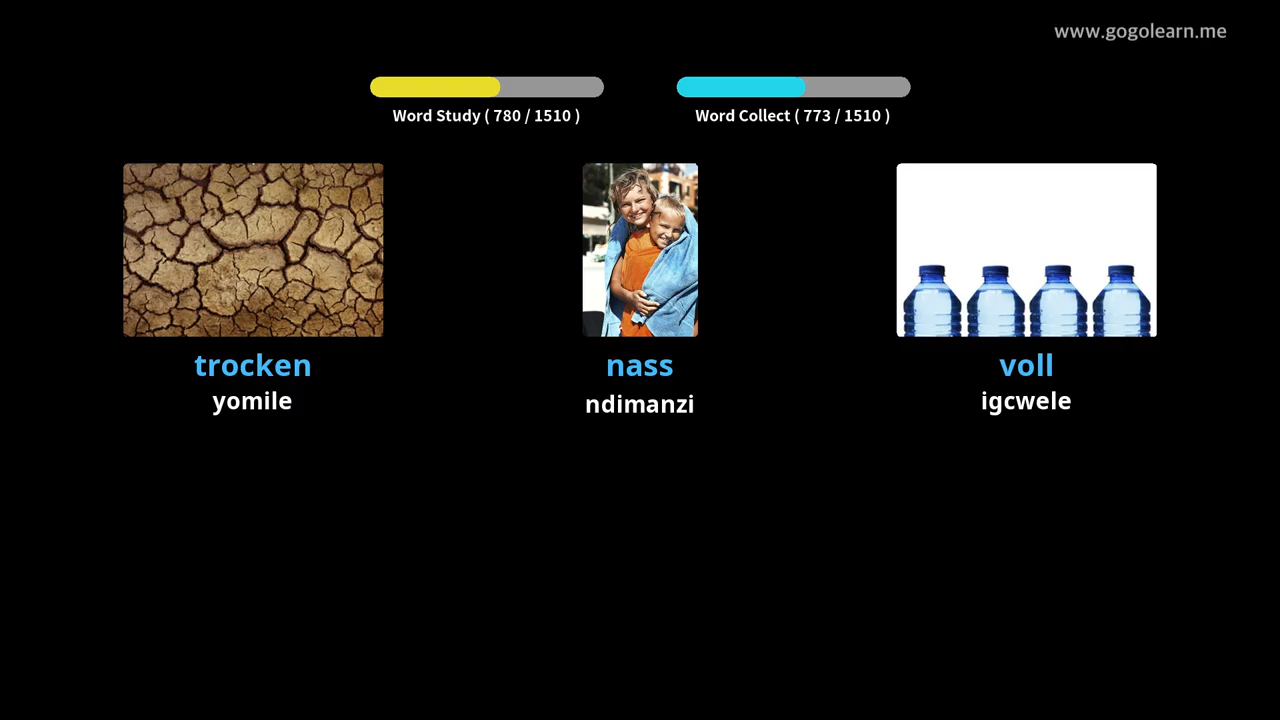 www.gogolearn.me
Word Study ( 780 / 1510 )
Word Collect ( 773 / 1510 )
trocken
yomile
nass
ndimanzi
voll
igcwele